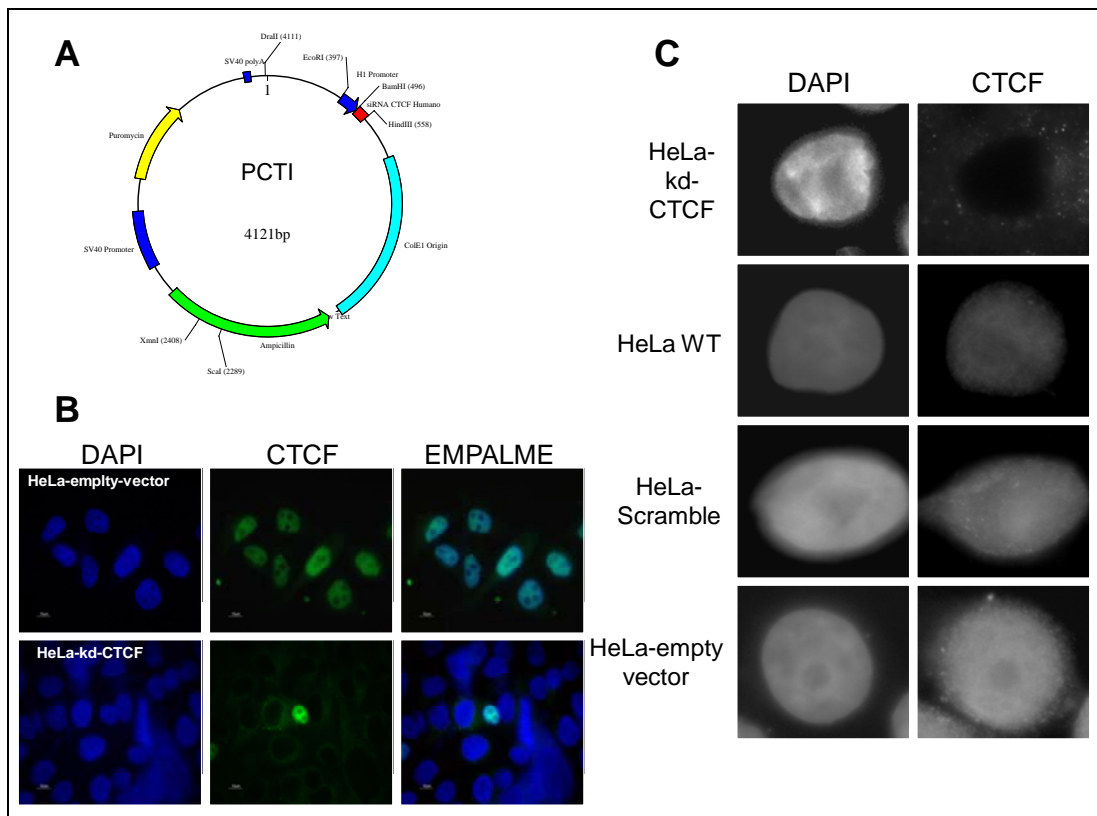 A
DraII (4111)
SV40 polyA
EcoRI (397)
H1 Promoter
BamHI (496)
siRNA CTCF Humano
HindIII (558)
1
Puromycin
PCTI
4121bp
SV40 Promoter
ColE1 Origin
w Text
Ampicillin
XmnI (2408)
ScaI (2289)
B
DAPI
CTCF
EMPALME
HeLa-emplty-vector
HeLa-kd-CTCF
C
DAPI
CTCF
HeLa-
kd-
CTCF
HeLa WT
HeLa-
Scramble
HeLa-empty
vector